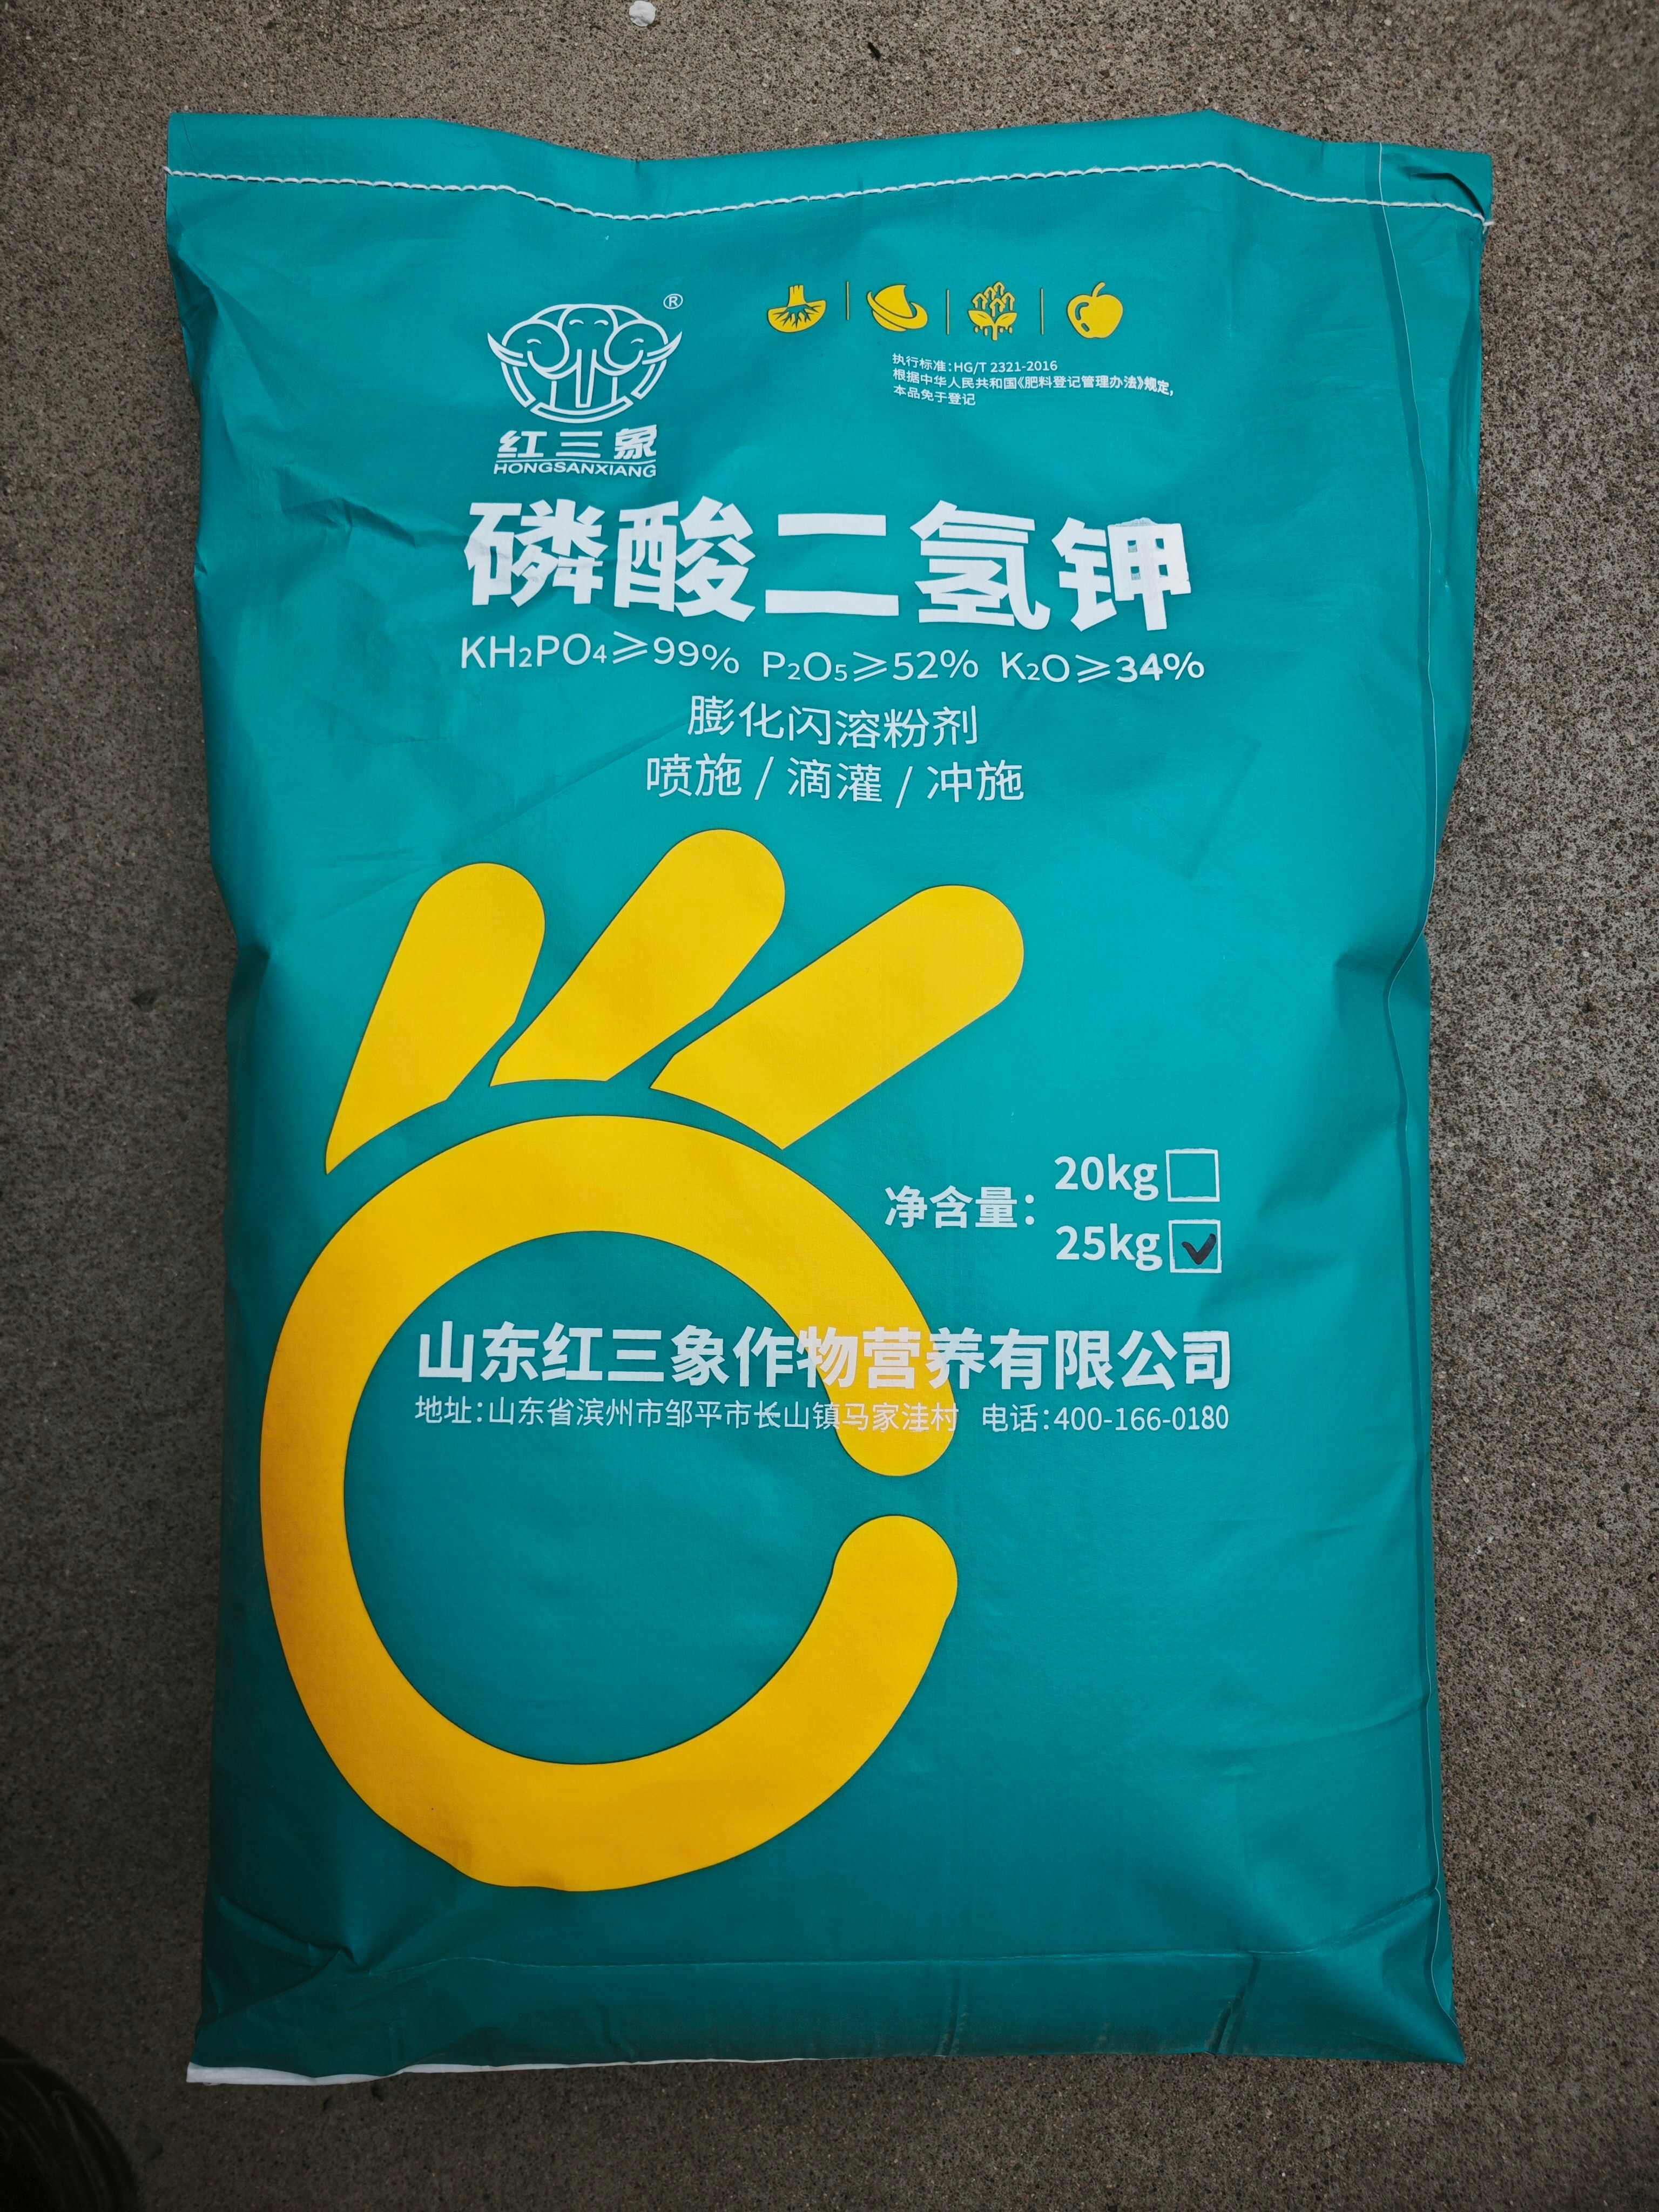 ®
红三象
HONGSANXIANG
执行标准：HG/T 2321-2016
根据中华人民共和国《肥料登记管理办法》规定，
本品免于登记
磷酸二氢钾
KH₂PO₄≥99% P₂O₅≥52% K₂O≥34%
膨化闪溶粉剂
喷施 / 滴灌 / 冲施
净含量：
20kg
25kg
山东红三象作物营养有限公司
地址：山东省滨州市邹平市长山镇马家洼村 电话：400-166-0180